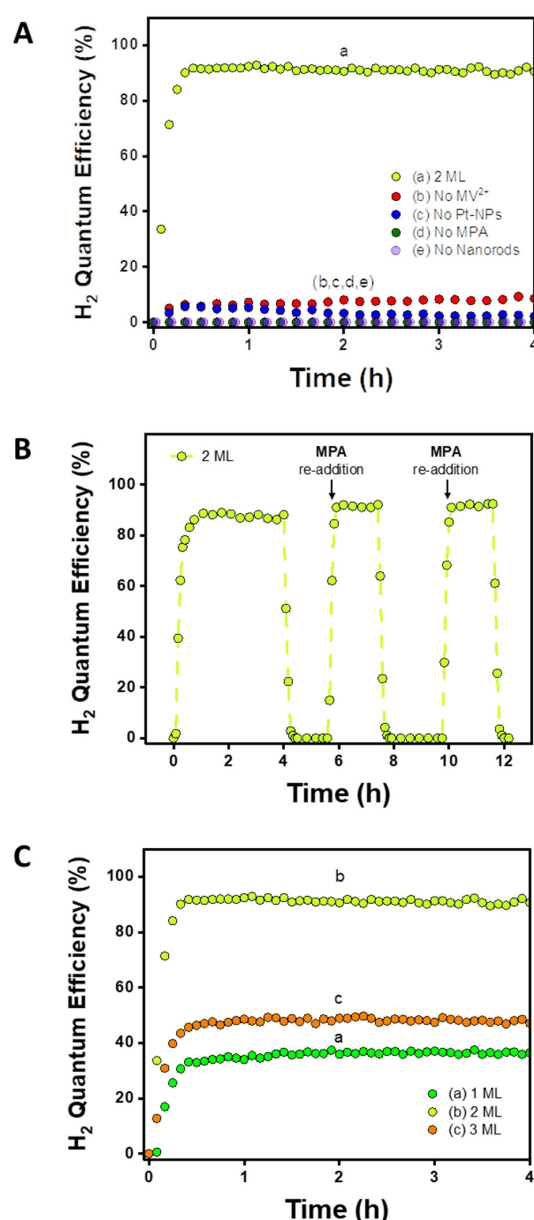 A
H2 Quantum Efficiency (%)
100
80
60
40
20
0
a
(a) 2 ML
(b) No MV2+
(c) No Pt-NPs
(d) No MPA
(e) No Nanorods
(b,c,d,e)
0 1 2 3 4
Time (h)
B
H2 Quantum Efficiency (%)
120
100
80
60
40
20
0
2 ML
MPA
re-addition
MPA
re-addition
0 2 4 6 8 10 12
Time (h)
C
H2 Quantum Efficiency (%)
100
80
60
40
20
0
b
c
a
(a) 1 ML
(b) 2 ML
(c) 3 ML
0 1 2 3 4
Time (h)